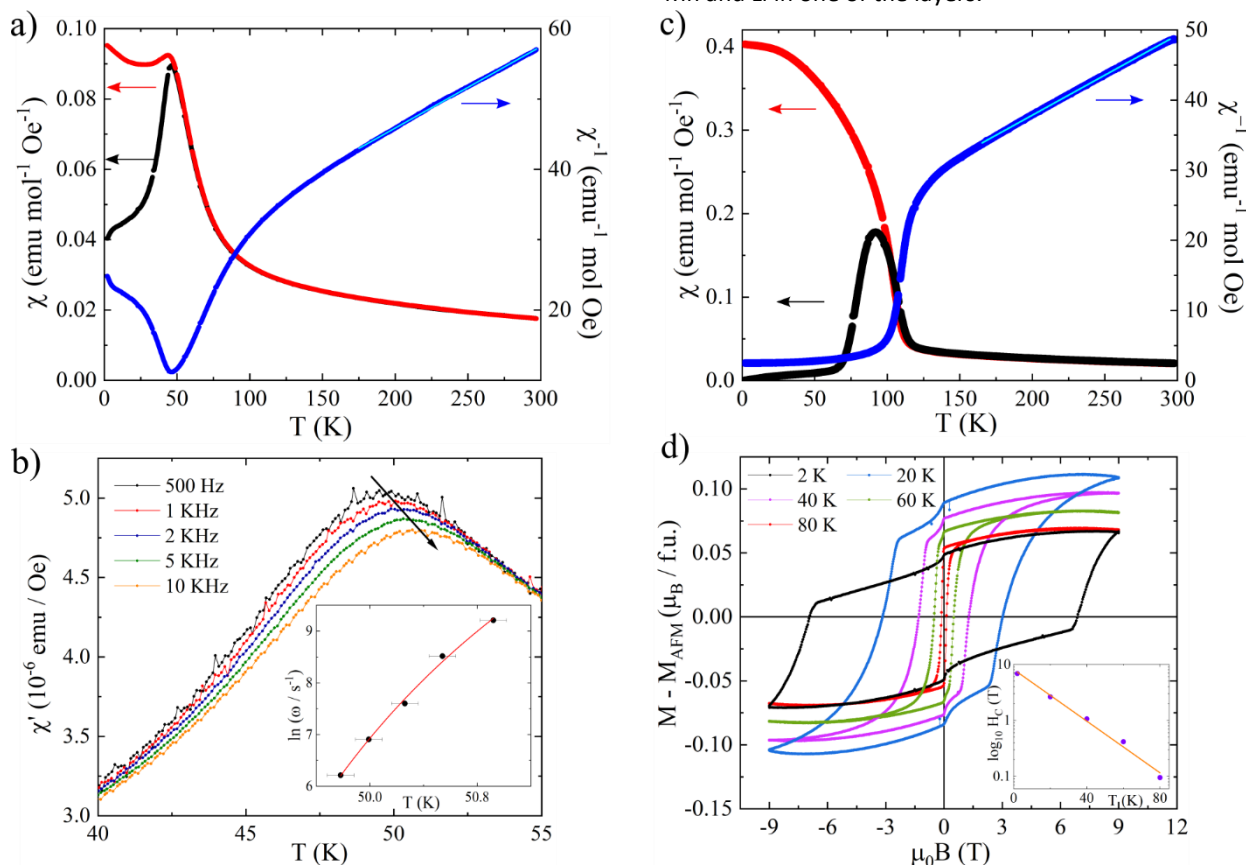 Mn and in one of the layers.
a)
0.10
0.08
0.06
0.04
0.02
0.00
χ (emu mol⁻¹ Oe⁻¹)
60
40
20
χ⁻¹ (emu⁻¹ mol Oe)
0 50 100 150 200 250 300
T (K)
c)
0.4
0.3
0.2
0.1
0.0
χ (emu mol⁻¹ Oe⁻¹)
50
40
30
20
10
0
χ⁻¹ (emu⁻¹ mol Oe)
0 50 100 150 200 250 300
T (K)
b)
500 Hz
1 KHz
2 KHz
5 KHz
10 KHz
5.0
4.5
4.0
3.5
3.0
χ' (10⁻⁶ emu / Oe)
9
8
7
6
ln (ω / s⁻¹)
50.0 50.8
T (K)
40 45 50 55
T (K)
d)
2 K 20 K
40 K 60 K
80 K
0.10
0.05
0.00
-0.05
-0.10
-0.15
M - M_AFM (μ_B / f.u.)
10
1
0.1
log₁₀ H_C (T)
0 40 80
T (K)
-9 -6 -3 0 3 6 9 12
μ₀B (T)